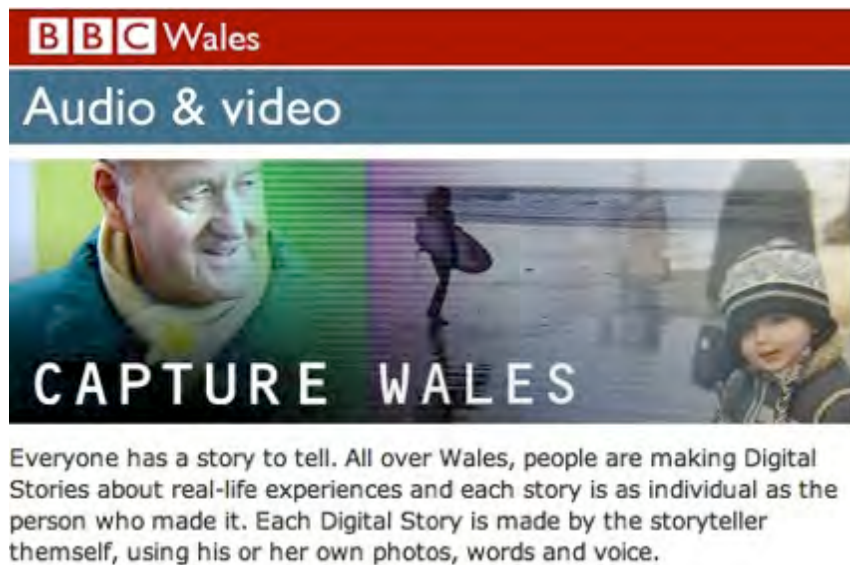 BBC Wales
Audio & video
CAPTURE WALES
Everyone has a story to tell. All over Wales, people are making Digital
Stories about real-life experiences and each story is as individual as the
person who made it. Each Digital Story is made by the storyteller
themself, using his or her own photos, words and voice.